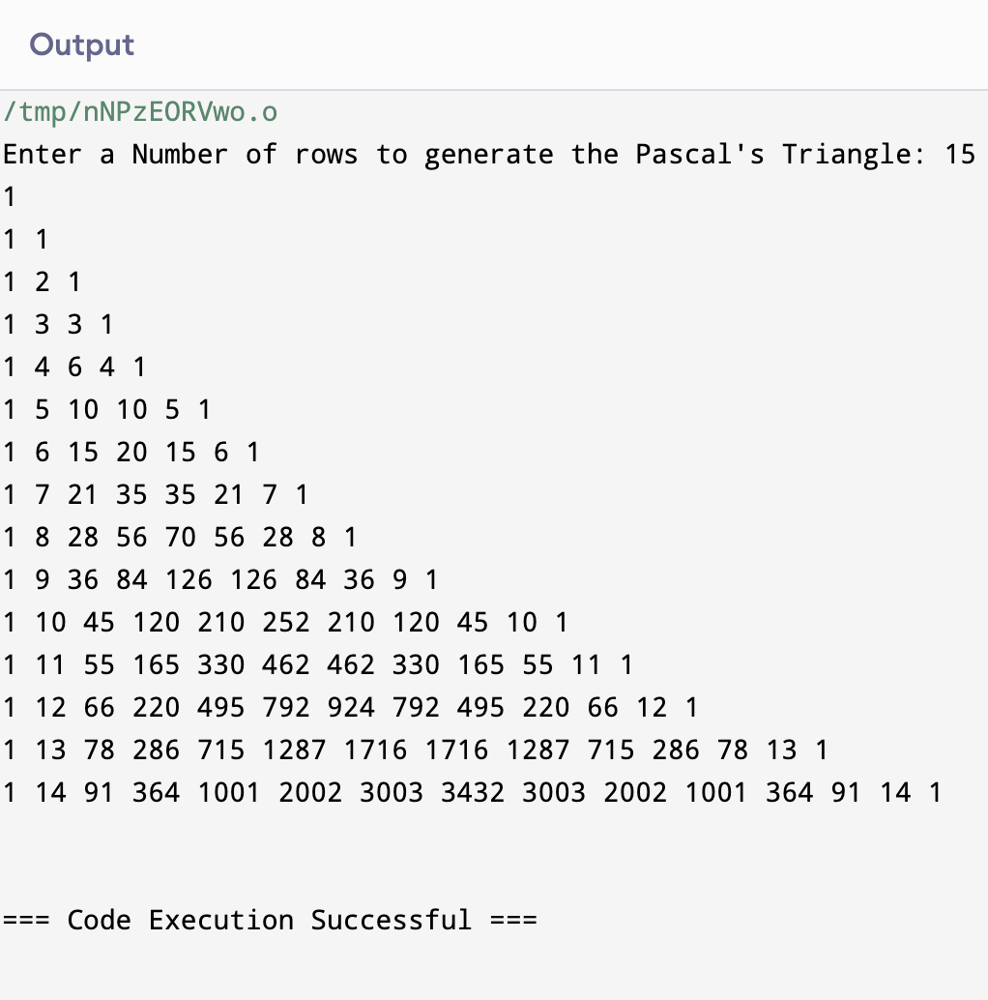 Output
/tmp/nNPzEORVwo.o
Enter a Number of rows to generate the Pascal's Triangle: 15
1
1 1
1 2 1
1 3 3 1
1 4 6 4 1
1 5 10 10 5 1
1 6 15 20 15 6 1
1 7 21 35 35 21 7 1
1 8 28 56 70 56 28 8 1
1 9 36 84 126 126 84 36 9 1
1 10 45 120 210 252 210 120 45 10 1
1 11 55 165 330 462 462 330 165 55 11 1
1 12 66 220 495 792 924 792 495 220 66 12 1
1 13 78 286 715 1287 1716 1716 1287 715 286 78 13 1
1 14 91 364 1001 2002 3003 3432 3003 2002 1001 364 91 14 1
=== Code Execution Successful ===